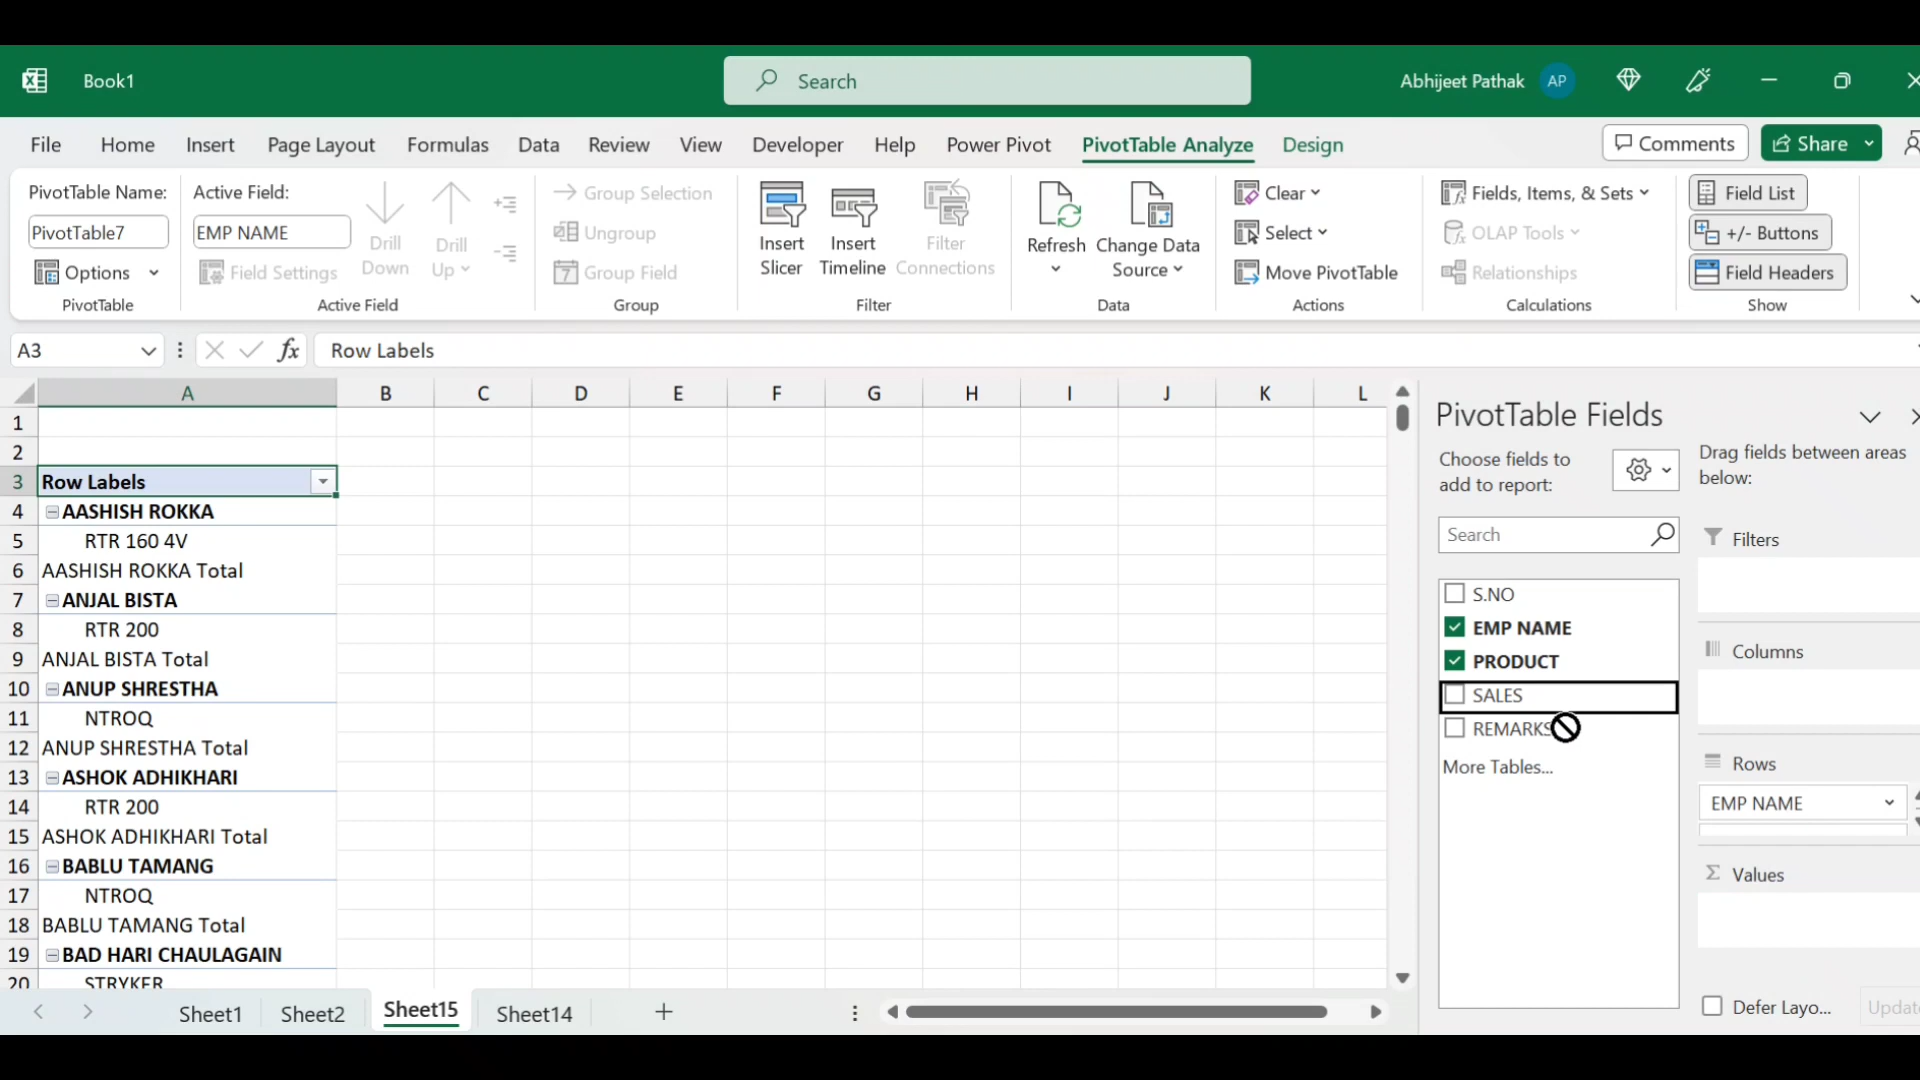 Book1
Search
Abhijeet Pathak AP
File Home Insert Page Layout Formulas Data Review View Developer Help Power Pivot PivotTable Analyze Design Comments Share
PivotTable Name:
PivotTable7
Options
PivotTable
Active Field:
EMP NAME
Field Settings
Drill Down
Drill Up
Active Field
Group Selection
Ungroup
7 Group Field
Group
Insert Slicer
Insert Timeline
Filter Connections
Filter
Refresh
Change Data Source
Data
Clear
Select
Move PivotTable
Actions
Fields, Items, & Sets
OLAP Tools
Relationships
Calculations
Field List
+/- Buttons
Field Headers
Show
A3 fx Row Labels
A B C D E F G H I J K L
1
2
3 Row Labels
4 AASHISH ROKKA
5 RTR 160 4V
6 AASHISH ROKKA Total
7 ANJAL BISTA
8 RTR 200
9 ANJAL BISTA Total
10 ANUP SHRESTHA
11 NTROQ
12 ANUP SHRESTHA Total
13 ASHOK ADHIKHARI
14 RTR 200
15 ASHOK ADHIKHARI Total
16 BABLU TAMANG
17 NTROQ
18 BABLU TAMANG Total
19 BAD HARI CHAULAGAIN
20 STRYKER
Sheet1 Sheet2 Sheet15 Sheet14
PivotTable Fields
Choose fields to
add to report:
Search
S.NO
EMP NAME
PRODUCT
SALES
REMARKS
More Tables...
Drag fields between areas
below:
Filters
Columns
Rows
EMP NAME
Σ Values
Defer Layo... Updat